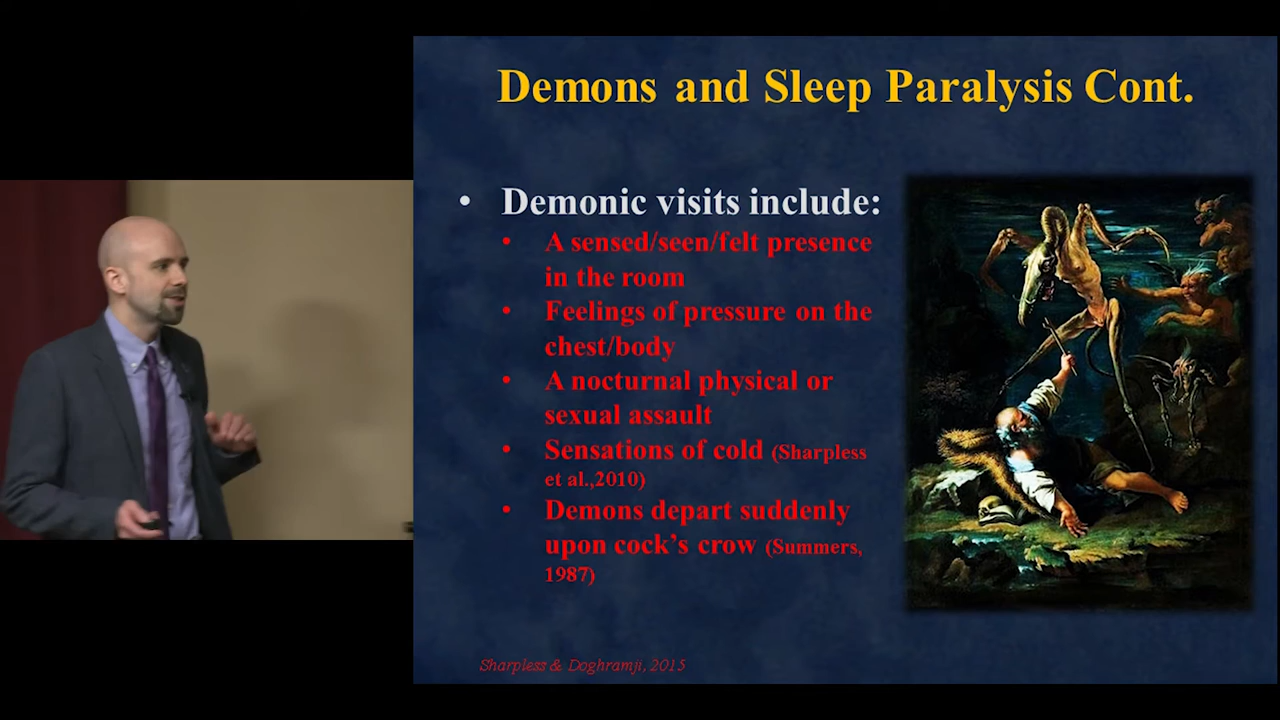 Demons and Sleep Paralysis Cont.
• Demonic visits include:
• A sensed/seen/felt presence
in the room
• Feelings of pressure on the
chest/body
• A nocturnal physical or
sexual assault
• Sensations of cold (Sharpless
et al.,2010)
• Demons depart suddenly
upon cock’s crow (Summers,
1987)
Sharpless & Doghramji, 2015